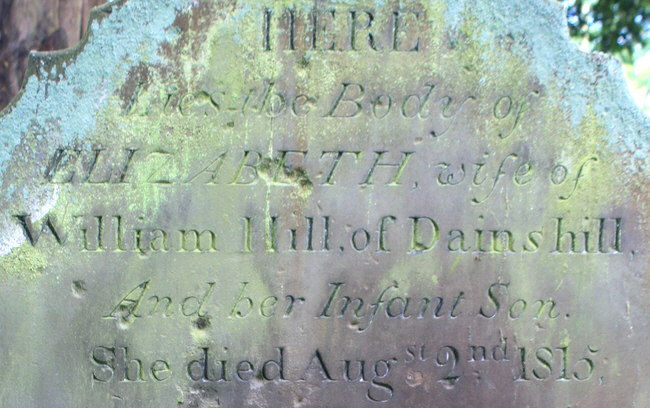 HERE
Lies the Body of
ELIZABETH, wife of
William Hill, of Dainshill,
And her Infant Son.
She died Augst 2nd 1815,